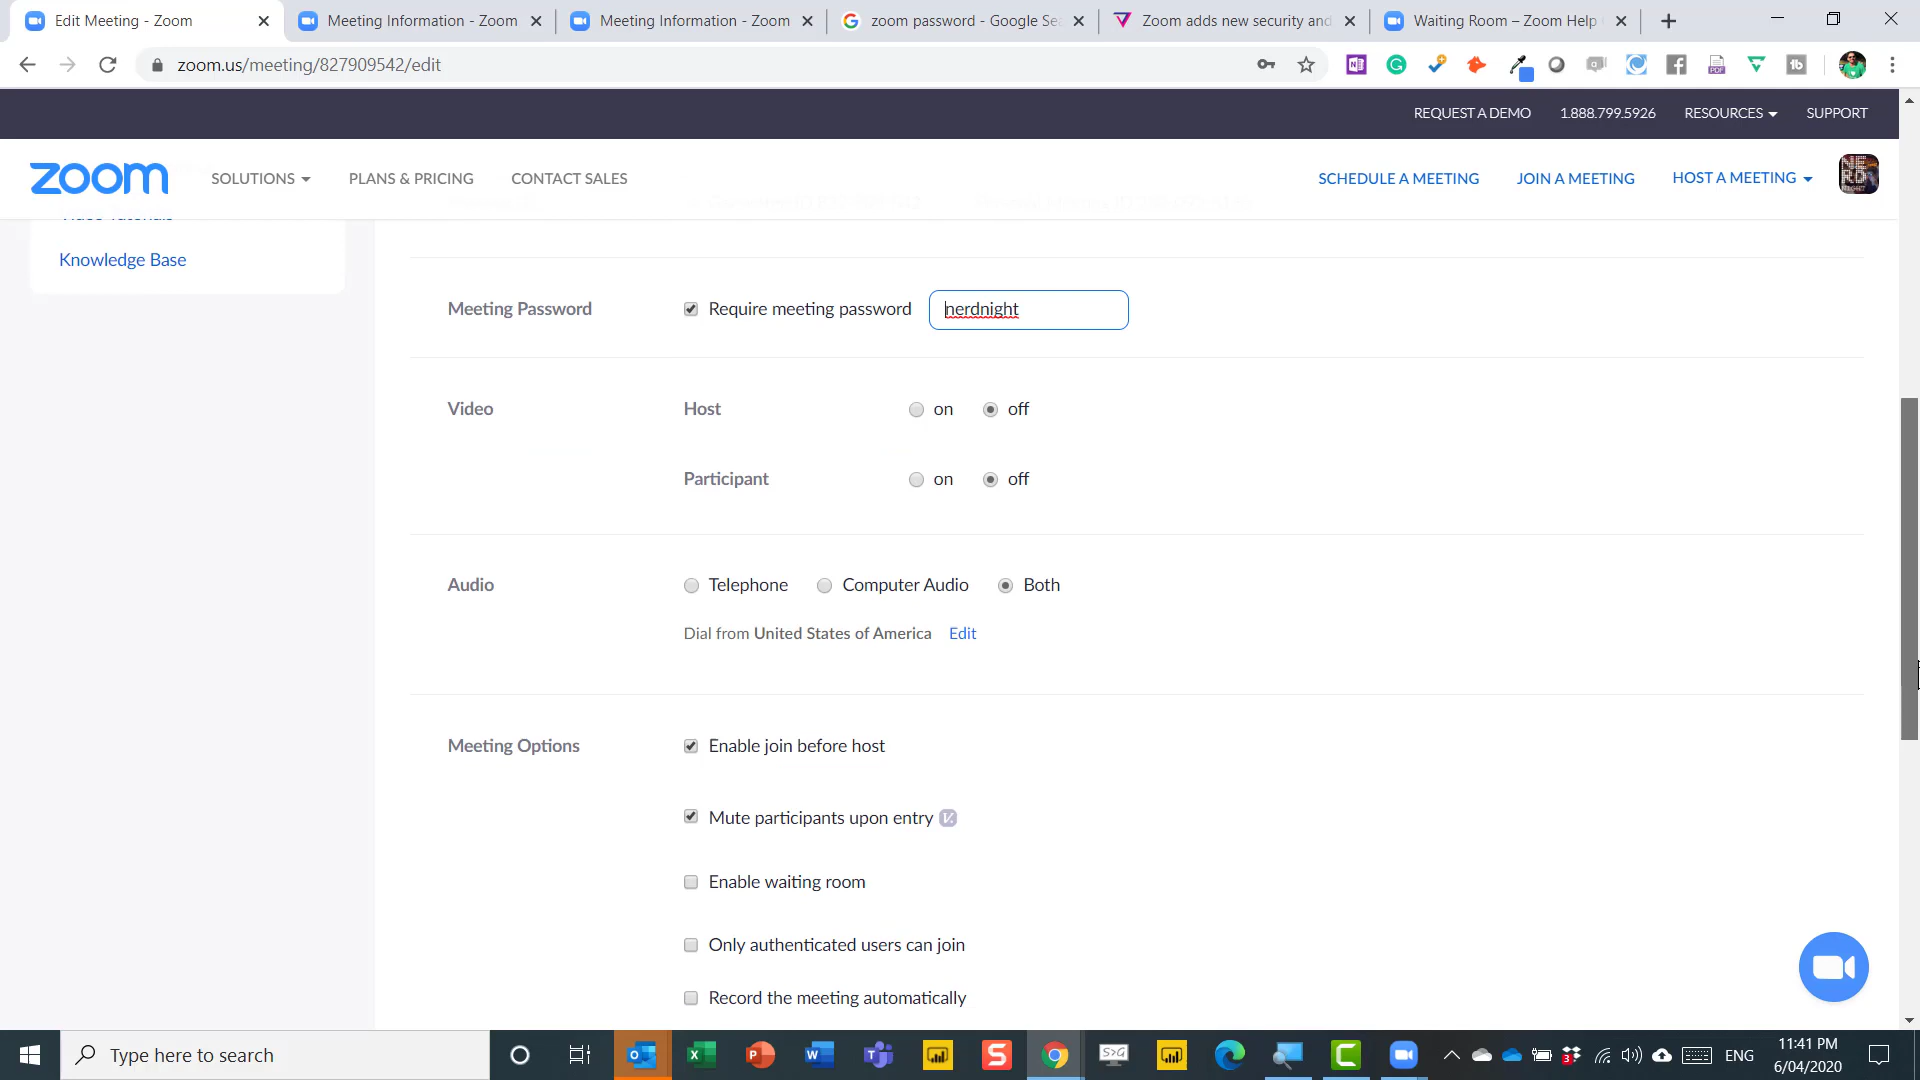 Edit Meeting - Zoom
Meeting Information - Zoom
Meeting Information - Zoom
zoom password - Google Se
Zoom adds new security and
Waiting Room – Zoom Help
zoom.us/meeting/827909542/edit
REQUEST A DEMO 1.888.799.5926 RESOURCES SUPPORT
zoom SOLUTIONS PLANS & PRICING CONTACT SALES SCHEDULE A MEETING JOIN A MEETING HOST A MEETING
Video Tutorials
Knowledge Base
Meeting Password Require meeting password nerdnight
Video Host on off
Participant on off
Audio Telephone Computer Audio Both
Dial from United States of America Edit
Meeting Options Enable join before host
Mute participants upon entry
Enable waiting room
Only authenticated users can join
Record the meeting automatically
Type here to search
ENG
11:41 PM
6/04/2020